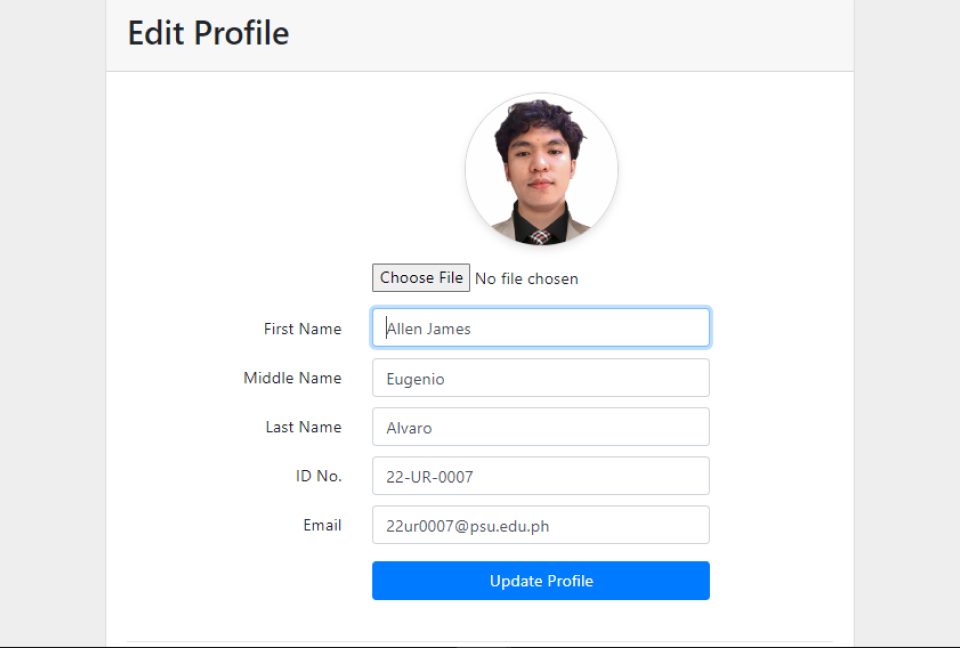 Edit Profile
Choose File No file chosen
First Name Allen James
Middle Name Eugenio
Last Name Alvaro
ID No. 22-UR-0007
Email 22ur0007@psu.edu.ph
Update Profile